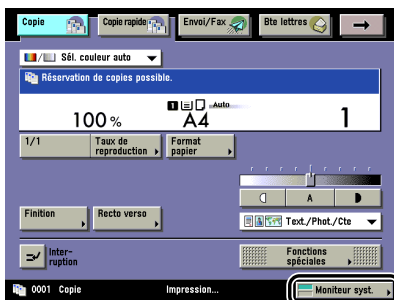 Copie
Copie rapide
Envoi/Fax
Bte lettres
Sél. couleur auto
Réservation de copies possible.
100 %
Auto
A4
1
1/1
Taux de
reproduction
Format
papier
A
Finition
Recto verso
Text./Phot./Cte
Inter-
ruption
Fonctions
spéciales
0001 Copie Impression... Moniteur syst.